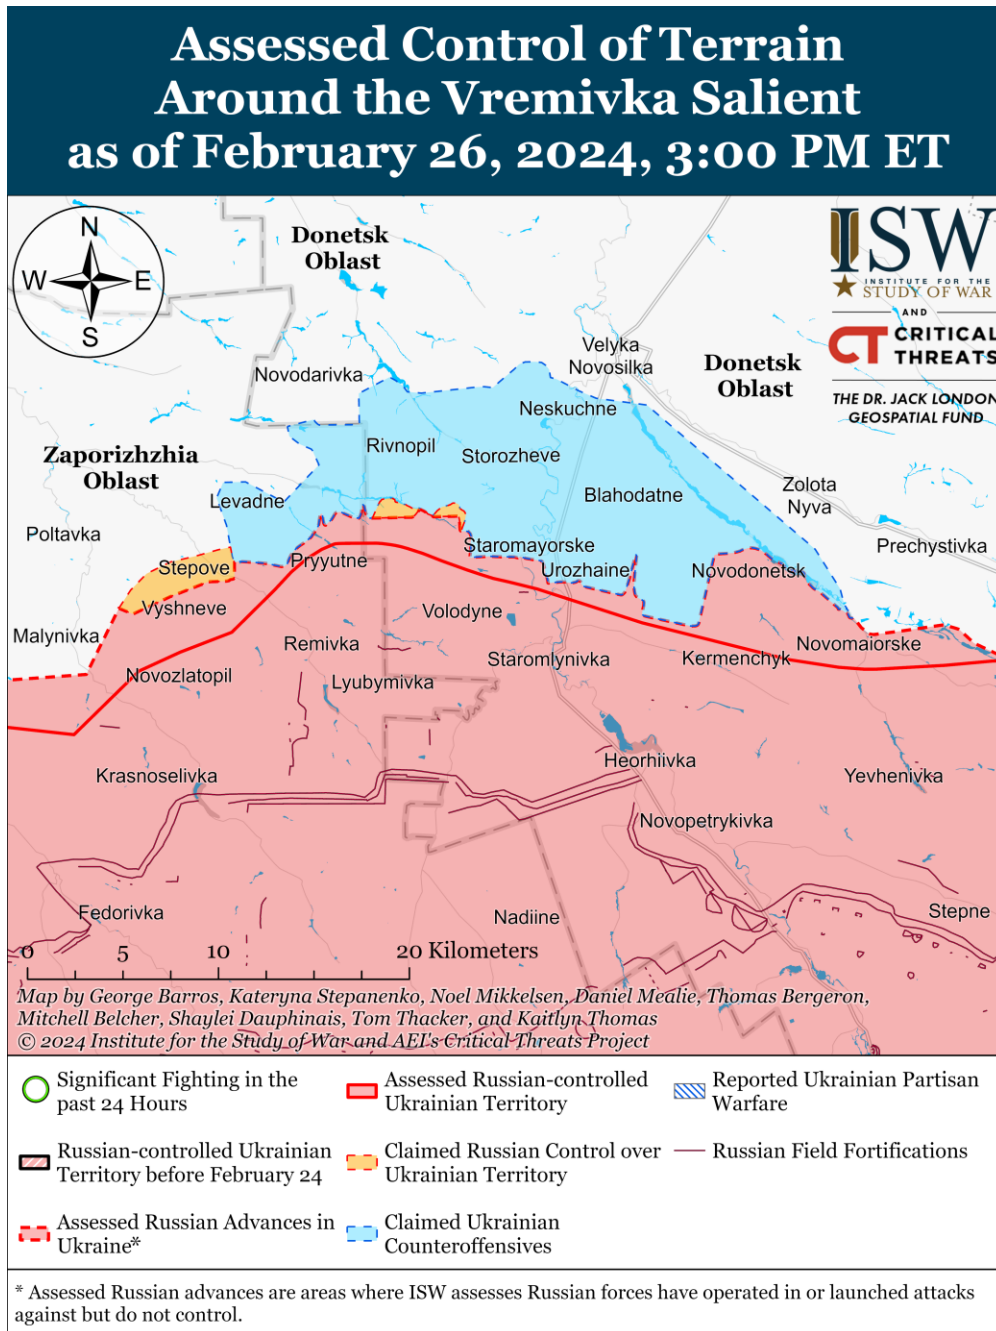 Assessed Control of Terrain
Around the Vremivka Salient
as of February 26, 2024, 3:00 PM ET
N
W
E
S
Donetsk
Oblast
ISW
INSTITUTE FOR THE
STUDY OF WAR
AND
CT CRITICAL
THREATS
THE DR. JACK LONDON
GEOSPATIAL FUND
Velyka
Novosilka
Donetsk
Oblast
Novodarivka
Neskuchne
Rivnopil
Storozheve
Zaporizhzhia
Oblast
Levadne
Blahodatne
Zolota
Nyva
Poltavka
Staromayorske
Prechystivka
Stepove
Pryyutne
Urozhaine
Novodonetsk
Vyshneve
Volodyne
Malynivka
Remivka
Novomaiorske
Staromlynivka
Kermenchyk
Novozlatopil
Lyubymivka
Heorhiivka
Krasnoselivka
Yevhenivka
Novopetrykivka
Fedorivka
Nadiine
Stepne
0 5 10 20 Kilometers
Map by George Barros, Kateryna Stepanenko, Noel Mikkelsen, Daniel Mealie, Thomas Bergeron,
Mitchell Belcher, Shaylei Dauphinais, Tom Thacker, and Kaitlyn Thomas
© 2024 Institute for the Study of War and AEI's Critical Threats Project
Significant Fighting in the
past 24 Hours
Russian-controlled Ukrainian
Territory before February 24
Assessed Russian Advances in
Ukraine*
Assessed Russian-controlled
Ukrainian Territory
Claimed Russian Control over
Ukrainian Territory
Claimed Ukrainian
Counteroffensives
Reported Ukrainian Partisan
Warfare
Russian Field Fortifications
* Assessed Russian advances are areas where ISW assesses Russian forces have operated in or launched attacks
against but do not control.